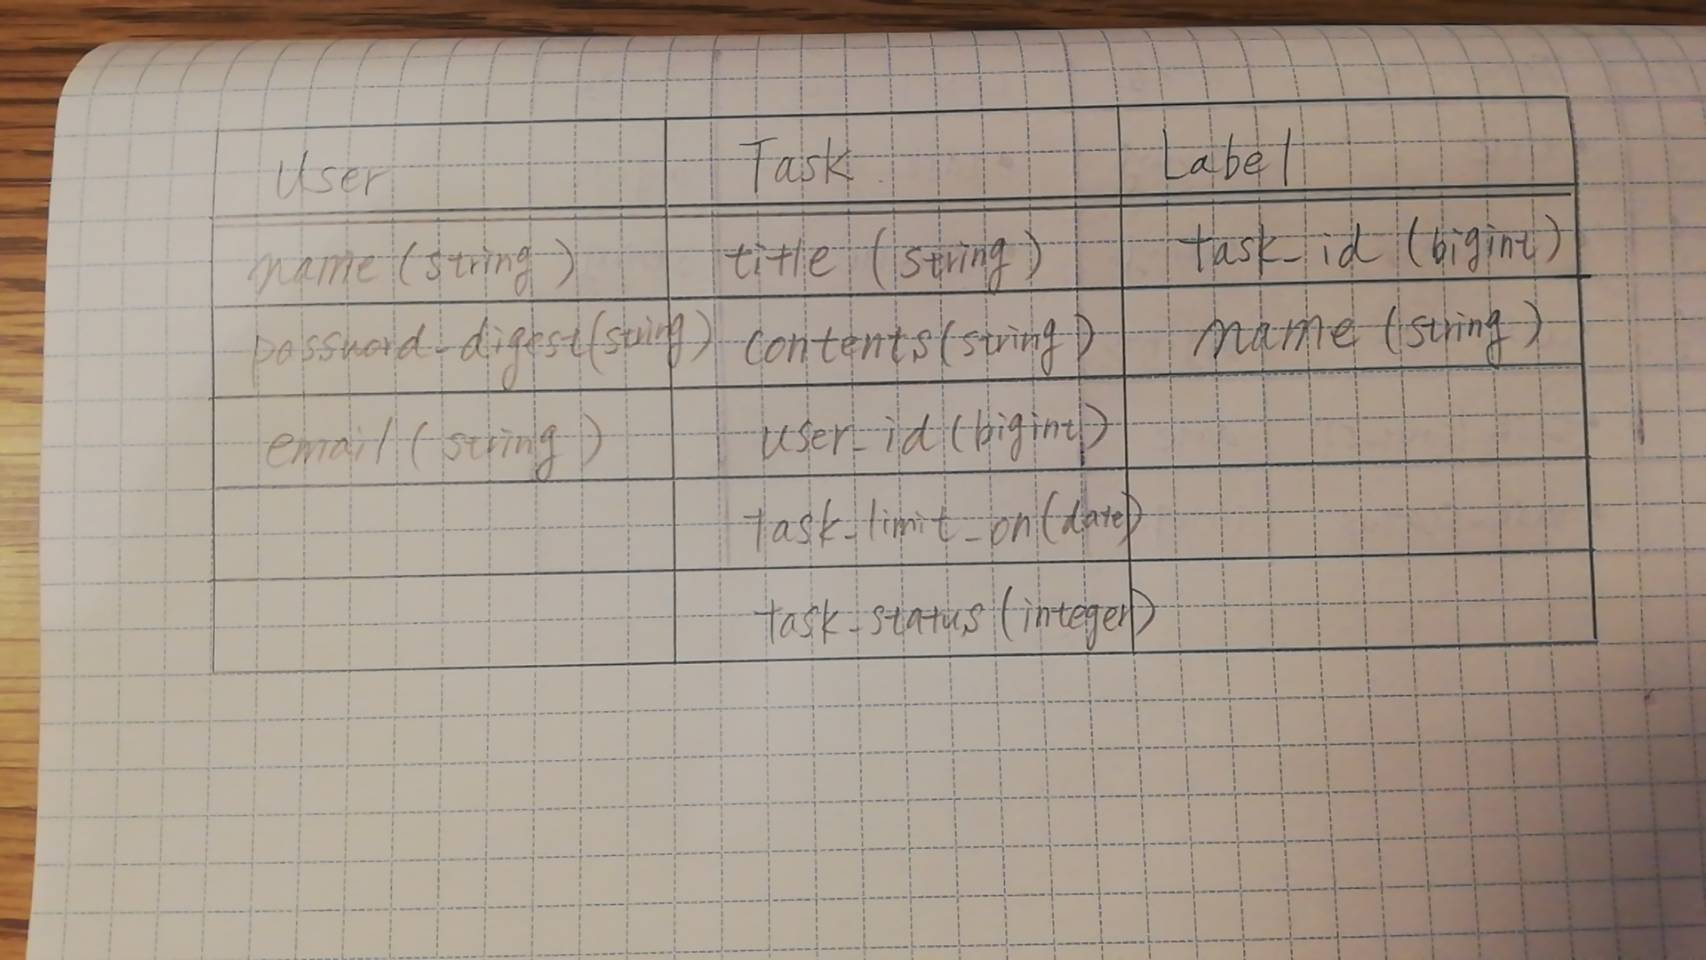 User Task Label
name (string) title (string) task_id (bigint)
password_digest(string) contents(string) name (string)
email (string) user_id (bigint)
task_limit_on(date)
task_status (integer)